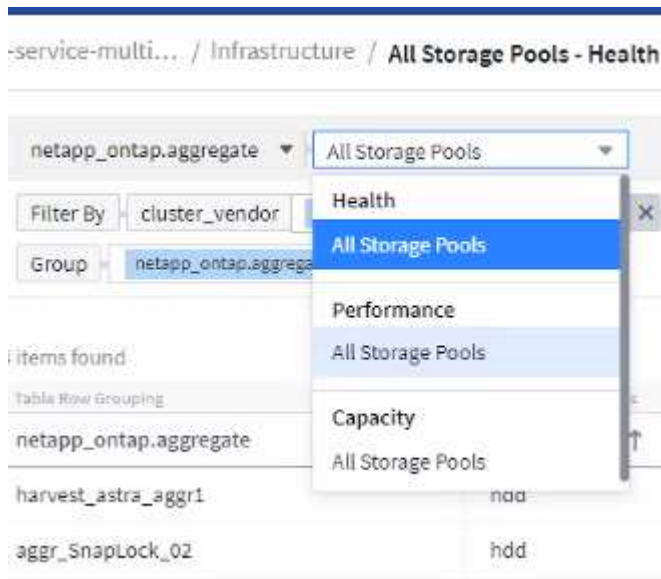 -service-multi... / Infrastructure / All Storage Pools - Health
netapp_ontap.aggregate All Storage Pools
Filter By cluster_vendor
Group netapp_ontap.aggrega
Health
All Storage Pools
Performance
All Storage Pools
Capacity
All Storage Pools
items found
Table Row Grouping
netapp_ontap.aggregate
harvest_astra_aggr1 hdd
aggr_SnapLock_02 hdd